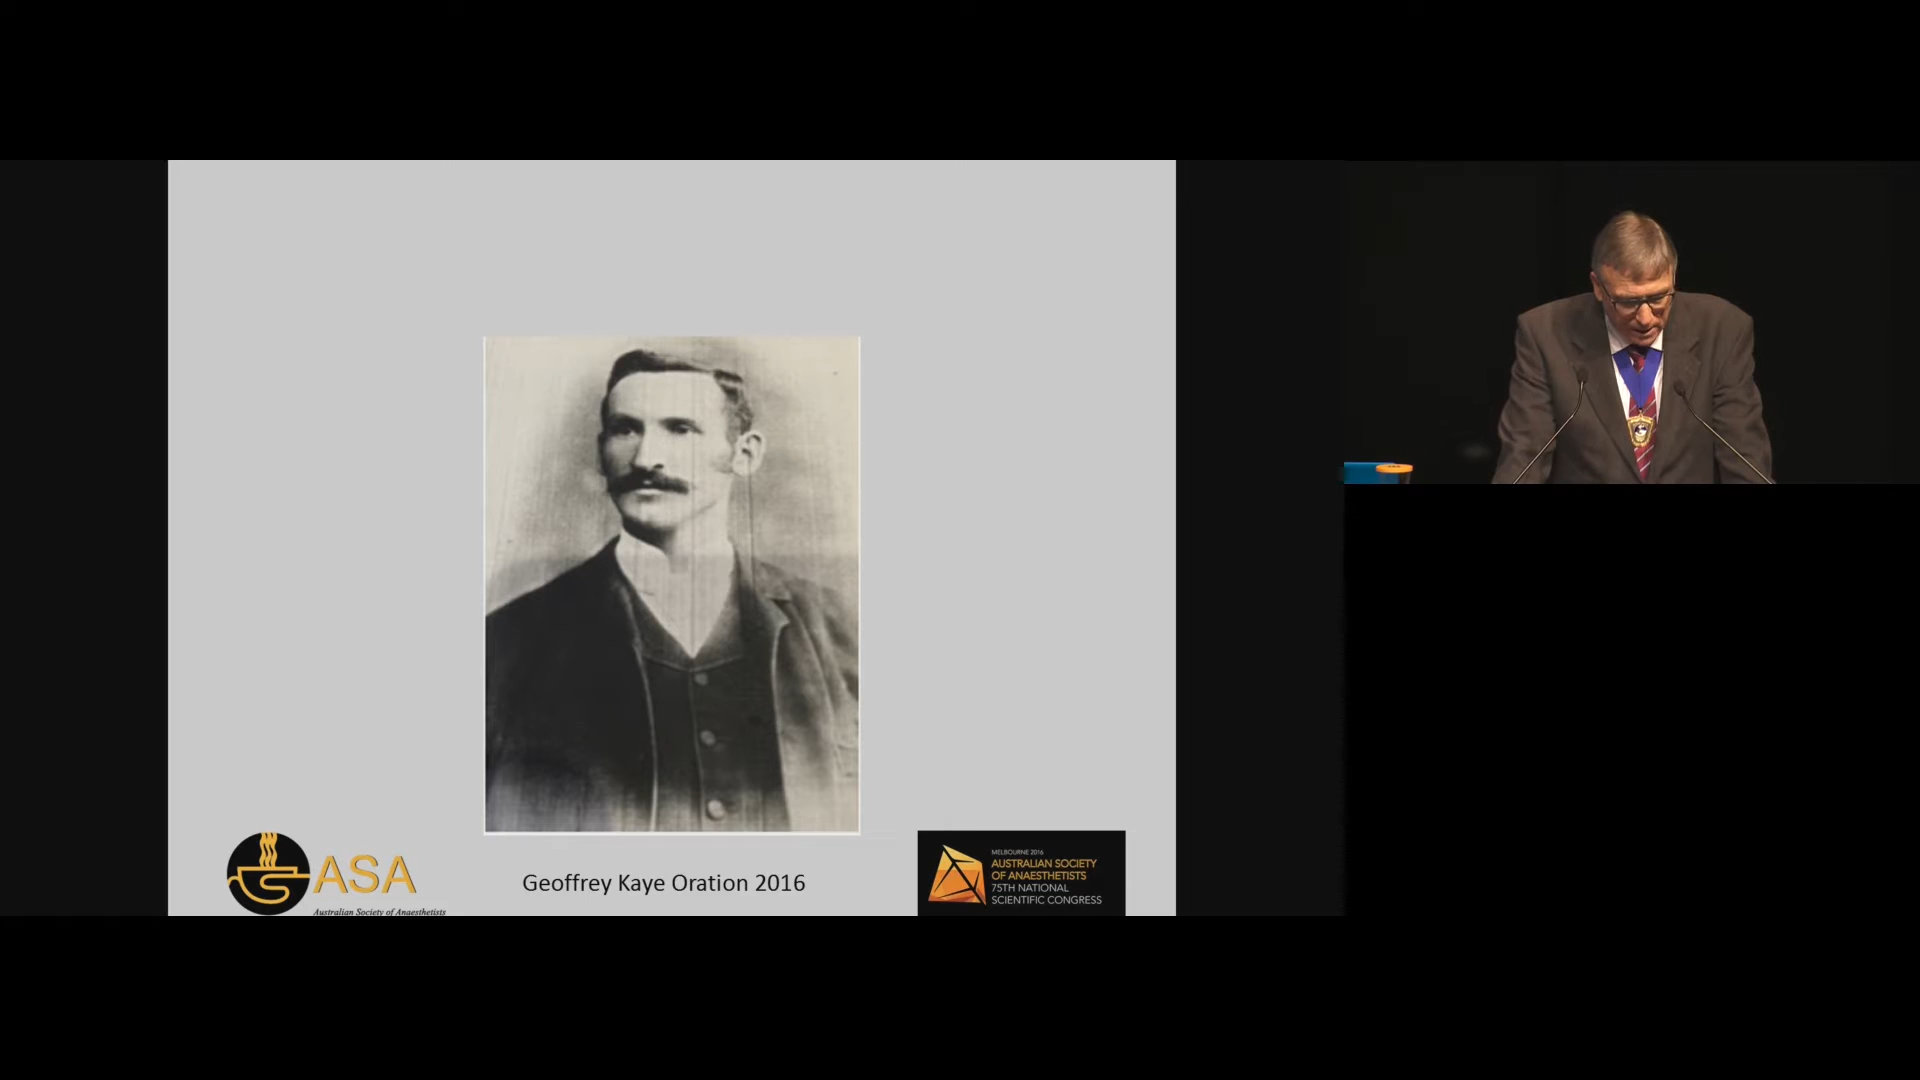 ASA
Australian Society of Anaesthetists
Geoffrey Kaye Oration 2016
MELBOURNE 2016
AUSTRALIAN SOCIETY
OF ANAESTHETISTS
75TH NATIONAL
SCIENTIFIC CONGRESS